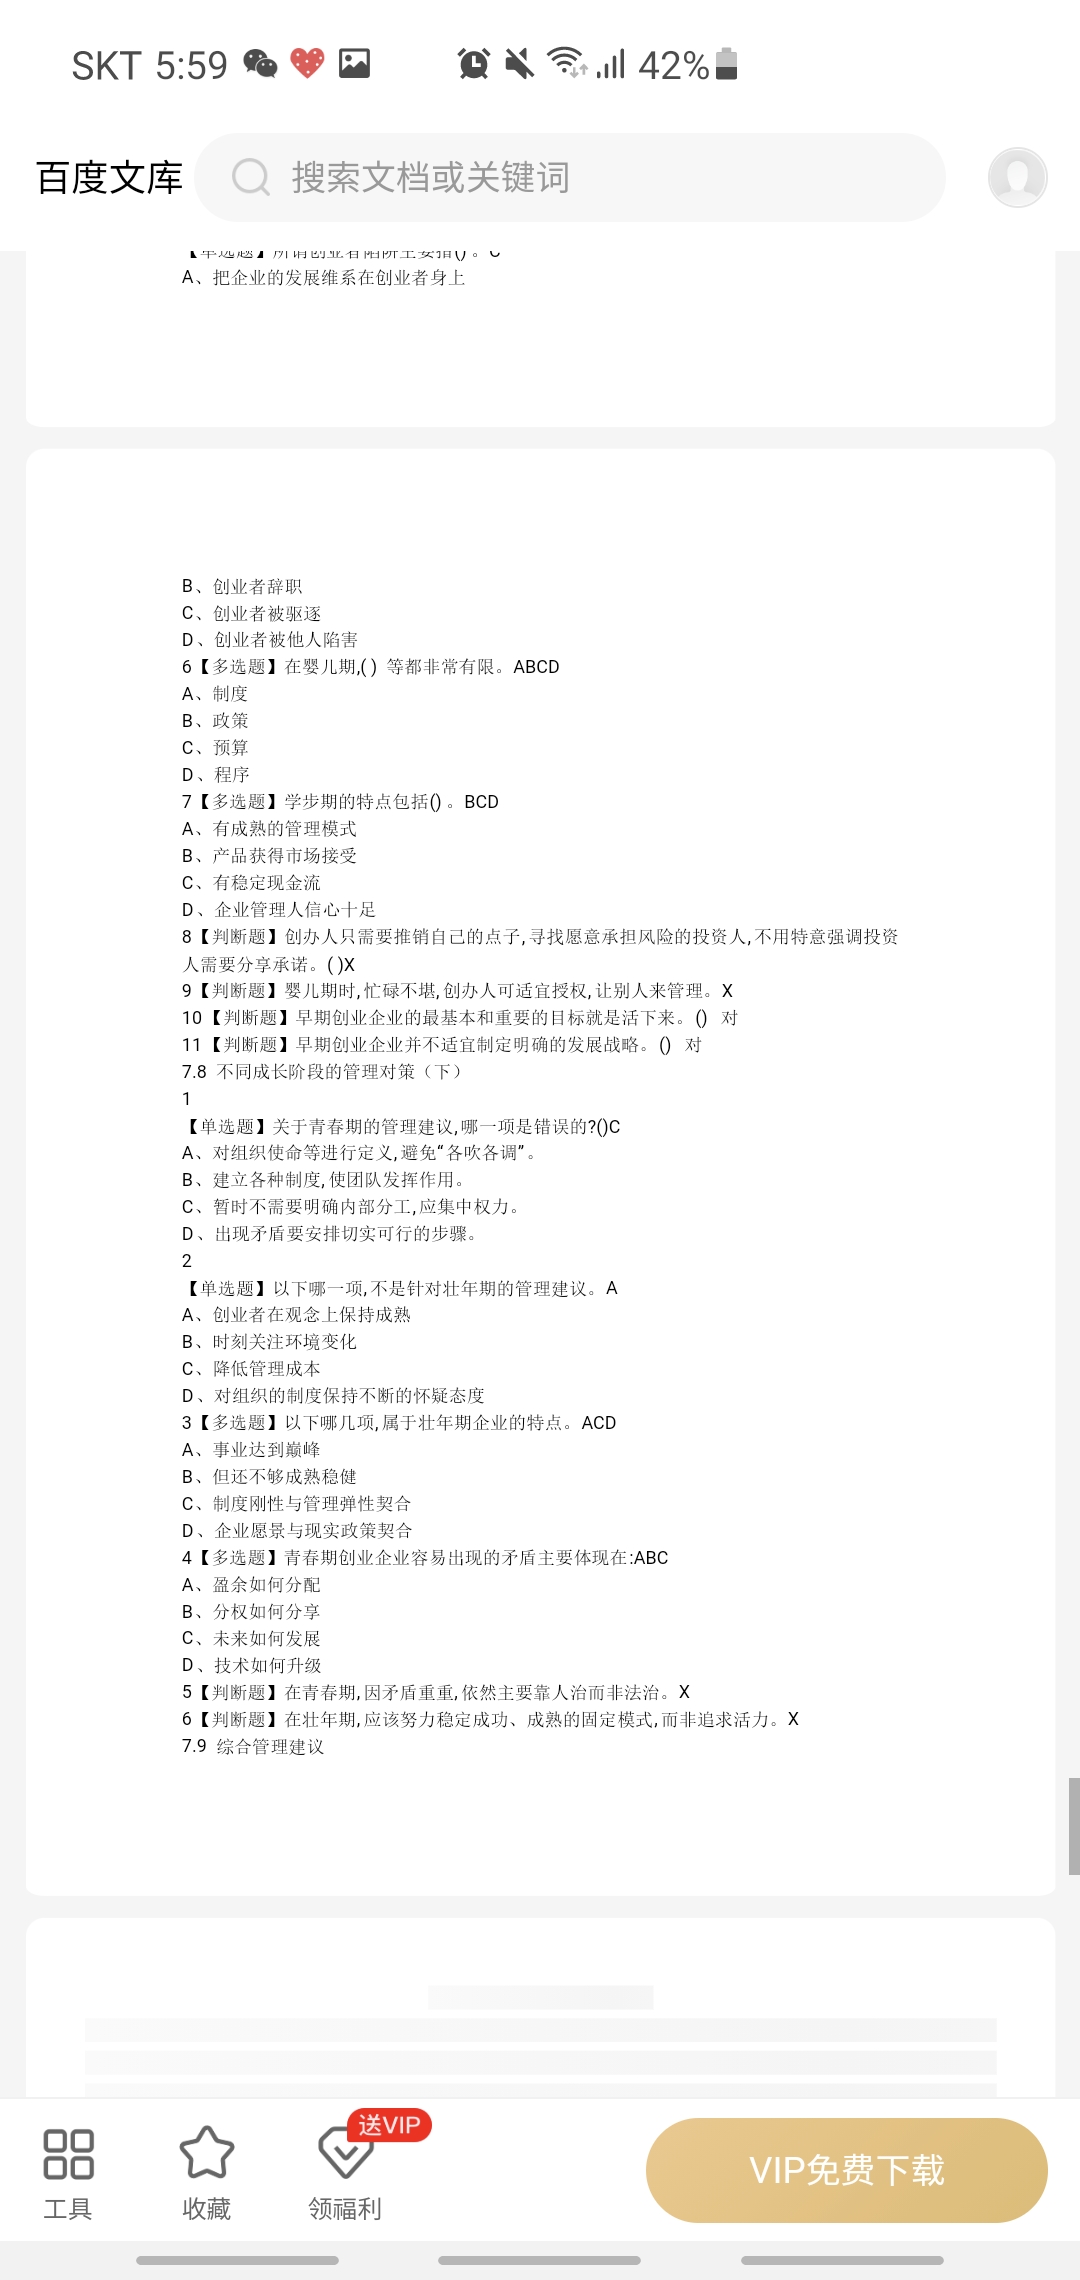 SKT 5:59 42%
百度文库 搜索文档或关键词
【单选题】所谓创业者陷阱主要指()。C
A、把企业的发展维系在创业者身上
B、创业者辞职
C、创业者被驱逐
D、创业者被他人陷害
6【多选题】在婴儿期,( ) 等都非常有限。ABCD
A、制度
B、政策
C、预算
D、程序
7【多选题】学步期的特点包括() 。BCD
A、有成熟的管理模式
B、产品获得市场接受
C、有稳定现金流
D、企业管理人信心十足
8【判断题】创办人只需要推销自己的点子,寻找愿意承担风险的投资人,不用特意强调投资
人需要分享承诺。( )X
9【判断题】婴儿期时,忙碌不堪,创办人可适宜授权,让别人来管理。X
10【判断题】早期创业企业的最基本和重要的目标就是活下来。() 对
11【判断题】早期创业企业并不适宜制定明确的发展战略。() 对
7.8 不同成长阶段的管理对策（下）
1
【单选题】关于青春期的管理建议,哪一项是错误的?()C
A、对组织使命等进行定义,避免“各吹各调”。
B、建立各种制度,使团队发挥作用。
C、暂时不需要明确内部分工,应集中权力。
D、出现矛盾要安排切实可行的步骤。
2
【单选题】以下哪一项,不是针对壮年期的管理建议。A
A、创业者在观念上保持成熟
B、时刻关注环境变化
C、降低管理成本
D、对组织的制度保持不断的怀疑态度
3【多选题】以下哪几项,属于壮年期企业的特点。ACD
A、事业达到巅峰
B、但还不够成熟稳健
C、制度刚性与管理弹性契合
D、企业愿景与现实政策契合
4【多选题】青春期创业企业容易出现的矛盾主要体现在:ABC
A、盈余如何分配
B、分权如何分享
C、未来如何发展
D、技术如何升级
5【判断题】在青春期,因矛盾重重,依然主要靠人治而非法治。X
6【判断题】在壮年期,应该努力稳定成功、成熟的固定模式,而非追求活力。X
7.9 综合管理建议
送VIP
VIP免费下载
工具 收藏 领福利